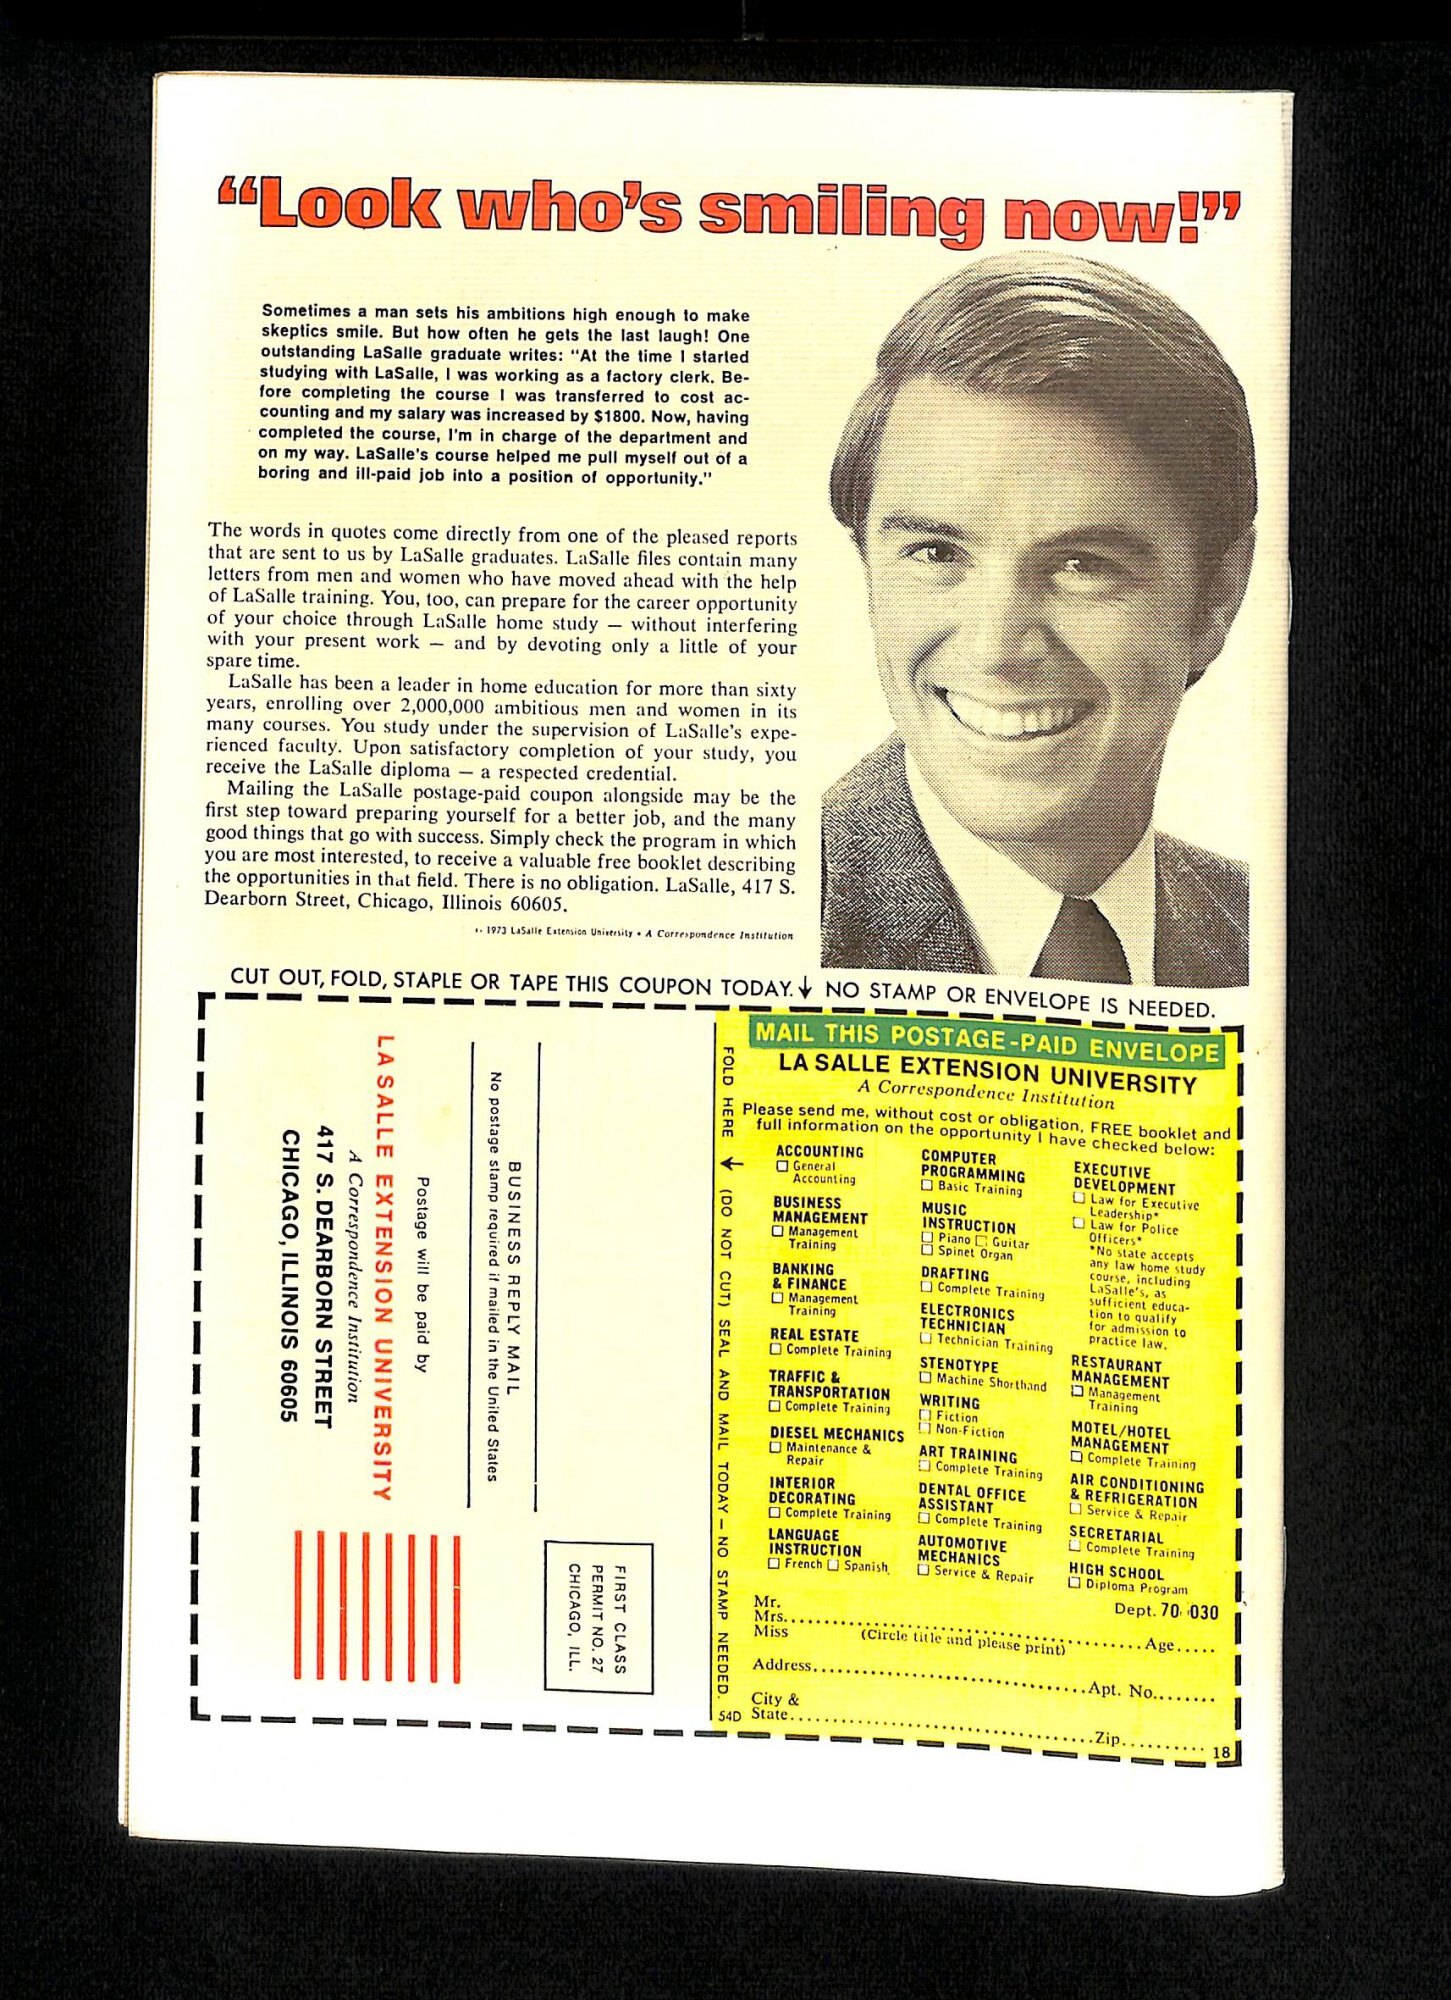 “Look who’s smiling now!”
Sometimes a man sets his ambitions high enough to make
skeptics smile. But how often he gets the last laugh! One
outstanding LaSalle graduate writes: “At the time I started
studying with LaSalle, I was working as a factory clerk. Be-
fore completing the course I was transferred to cost ac-
counting and my salary was increased by $1800. Now, having
completed the course, I'm in charge of the department and
on my way. LaSalle's course helped me pull myself out of a
boring and ill-paid job into a position of opportunity.”
The words in quotes come directly from one of the pleased reports
that are sent to us by LaSalle graduates. LaSalle files contain many
letters from men and women who have moved ahead with the help
of LaSalle training. You, too, can prepare for the career opportunity
of your choice through LaSalle home study — without interfering
with your present work — and by devoting only a little of your
spare time.
LaSalle has been a leader in home education for more than sixty
years, enrolling over 2,000,000 ambitious men and women in its
many courses. You study under the supervision of LaSalle's expe-
rienced faculty. Upon satisfactory completion of your study, you
receive the LaSalle diploma — a respected credential.
Mailing the LaSalle postage-paid coupon alongside may be the
first step toward preparing yourself for a better job, and the many
good things that go with success. Simply check the program in which
you are most interested, to receive a valuable free booklet describing
the opportunities in that field. There is no obligation. LaSalle, 417 S.
Dearborn Street, Chicago, Illinois 60605.
1973 LaSalle Extension University • A Correspondence Institution
CUT OUT, FOLD, STAPLE OR TAPE THIS COUPON TODAY. ↓ NO STAMP OR ENVELOPE IS NEEDED.
FIRST CLASS
PERMIT NO. 27
CHICAGO, ILL.
BUSINESS REPLY MAIL
No postage stamp required if mailed in the United States
Postage will be paid by
LA SALLE EXTENSION UNIVERSITY
A Correspondence Institution
417 S. DEARBORN STREET
CHICAGO, ILLINOIS 60605
FOLD HERE (DO NOT CUT) SEAL AND MAIL TODAY — NO STAMP NEEDED.
MAIL THIS POSTAGE-PAID ENVELOPE
LA SALLE EXTENSION UNIVERSITY
A Correspondence Institution
Please send me, without cost or obligation, FREE booklet and
full information on the opportunity I have checked below:
ACCOUNTING
☐ General
Accounting
BUSINESS
MANAGEMENT
☐ Management
Training
BANKING
& FINANCE
☐ Management
Training
REAL ESTATE
☐ Complete Training
TRAFFIC &
TRANSPORTATION
☐ Complete Training
DIESEL MECHANICS
☐ Maintenance &
Repair
INTERIOR
DECORATING
☐ Complete Training
LANGUAGE
INSTRUCTION
☐ French ☐ Spanish
COMPUTER
PROGRAMMING
☐ Basic Training
MUSIC
INSTRUCTION
☐ Piano ☐ Guitar
☐ Spinet Organ
DRAFTING
☐ Complete Training
ELECTRONICS
TECHNICIAN
☐ Technician Training
STENOTYPE
☐ Machine Shorthand
WRITING
☐ Fiction
☐ Non-Fiction
ART TRAINING
☐ Complete Training
DENTAL OFFICE
ASSISTANT
☐ Complete Training
AUTOMOTIVE
MECHANICS
☐ Service & Repair
EXECUTIVE
DEVELOPMENT
☐ Law for Executive
Leadership*
☐ Law for Police
Officers*
*No state accepts
any law home study
course, including
LaSalle's, as
sufficient educa-
tion to qualify
for admission to
practice law.
RESTAURANT
MANAGEMENT
☐ Management
Training
MOTEL/HOTEL
MANAGEMENT
☐ Complete Training
AIR CONDITIONING
& REFRIGERATION
☐ Service & Repair
SECRETARIAL
☐ Complete Training
HIGH SCHOOL
☐ Diploma Program
Dept. 70-030
Mr.
Mrs. Age
Miss (Circle title and please print)
Address Apt. No.
City &
State Zip
54D 18